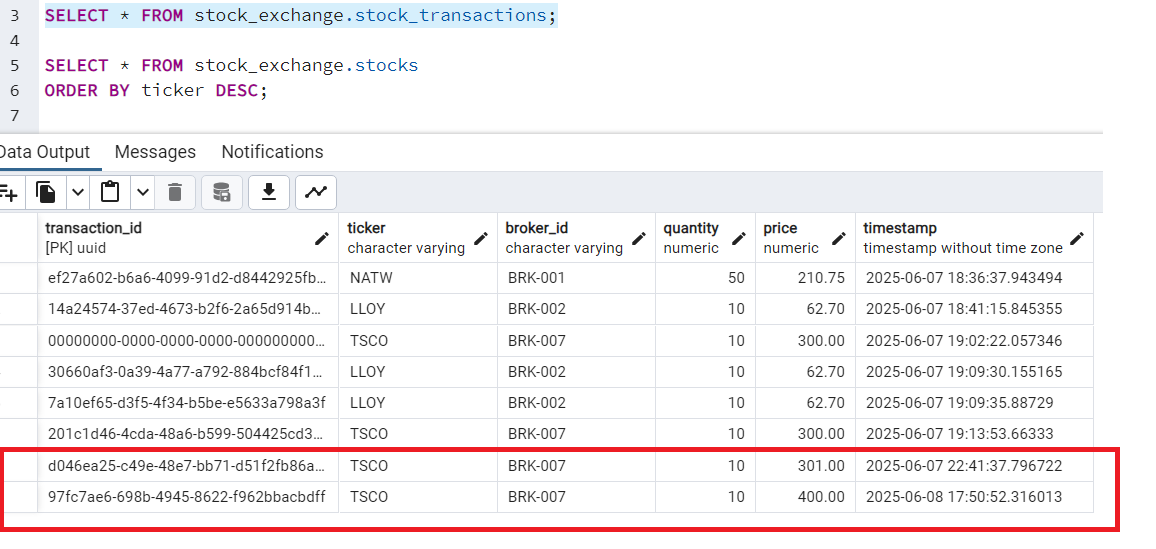 3 SELECT * FROM stock_exchange.stock_transactions;
4
5 SELECT * FROM stock_exchange.stocks
6 ORDER BY ticker DESC;
7
Data Output Messages Notifications
transaction_id ticker broker_id quantity price timestamp
[PK] uuid character varying character varying numeric numeric timestamp without time zone
ef27a602-b6a6-4099-91d2-d8442925fb... NATW BRK-001 50 210.75 2025-06-07 18:36:37.943494
14a24574-37ed-4673-b2f6-2a65d914b... LLOY BRK-002 10 62.70 2025-06-07 18:41:15.845355
00000000-0000-0000-0000-000000000... TSCO BRK-007 10 300.00 2025-06-07 19:02:22.057346
30660af3-0a39-4a77-a792-884bcf84f1... LLOY BRK-002 10 62.70 2025-06-07 19:09:30.155165
7a10ef65-d3f5-4f34-b5be-e5633a798a3f LLOY BRK-002 10 62.70 2025-06-07 19:09:35.88729
201c1d46-4cda-48a6-b599-504425cd3... TSCO BRK-007 10 300.00 2025-06-07 19:13:53.66333
d046ea25-c49e-48e7-bb71-d51f2fb86a... TSCO BRK-007 10 301.00 2025-06-07 22:41:37.796722
97fc7ae6-698b-4945-8622-f962bbacbdff TSCO BRK-007 10 400.00 2025-06-08 17:50:52.316013